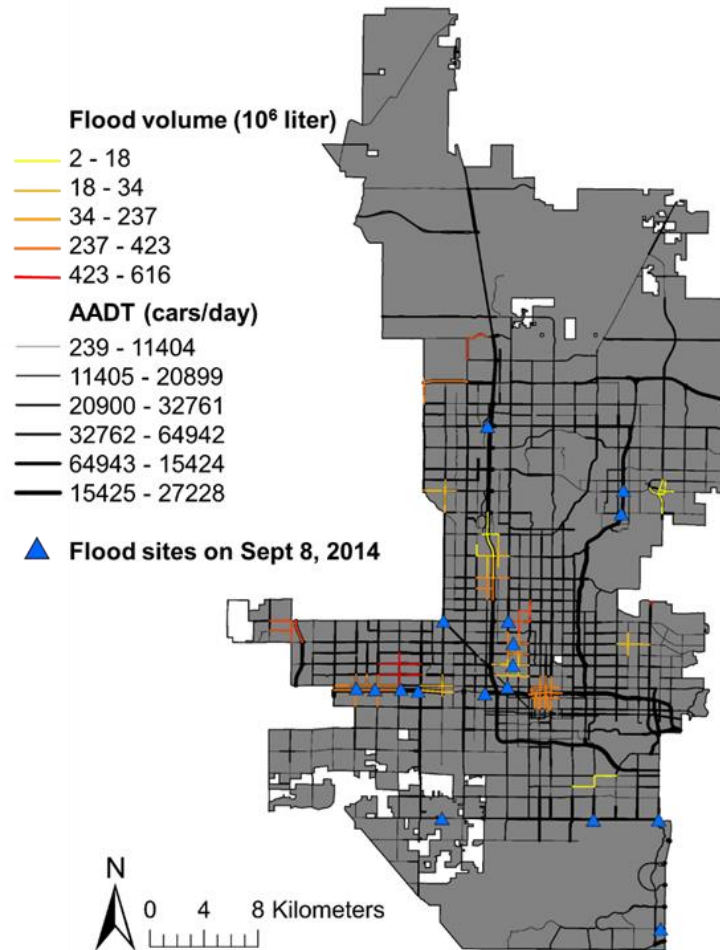 Flood volume (10⁶ liter)
2 - 18
18 - 34
34 - 237
237 - 423
423 - 616
AADT (cars/day)
239 - 11404
11405 - 20899
20900 - 32761
32762 - 64942
64943 - 15424
15425 - 27228
Flood sites on Sept 8, 2014
N
0 4 8 Kilometers